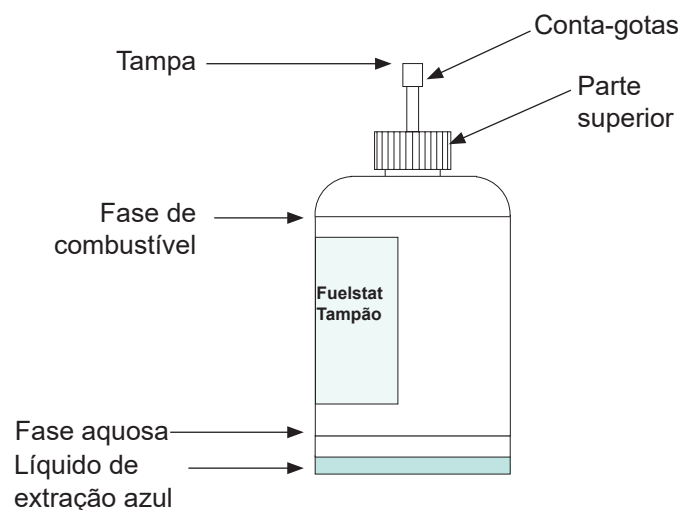 Conta-gotas
Tampa
Parte
superior
Fase de
combustível
Fuelstat
Tampão
Fase aquosa
Líquido de
extração azul